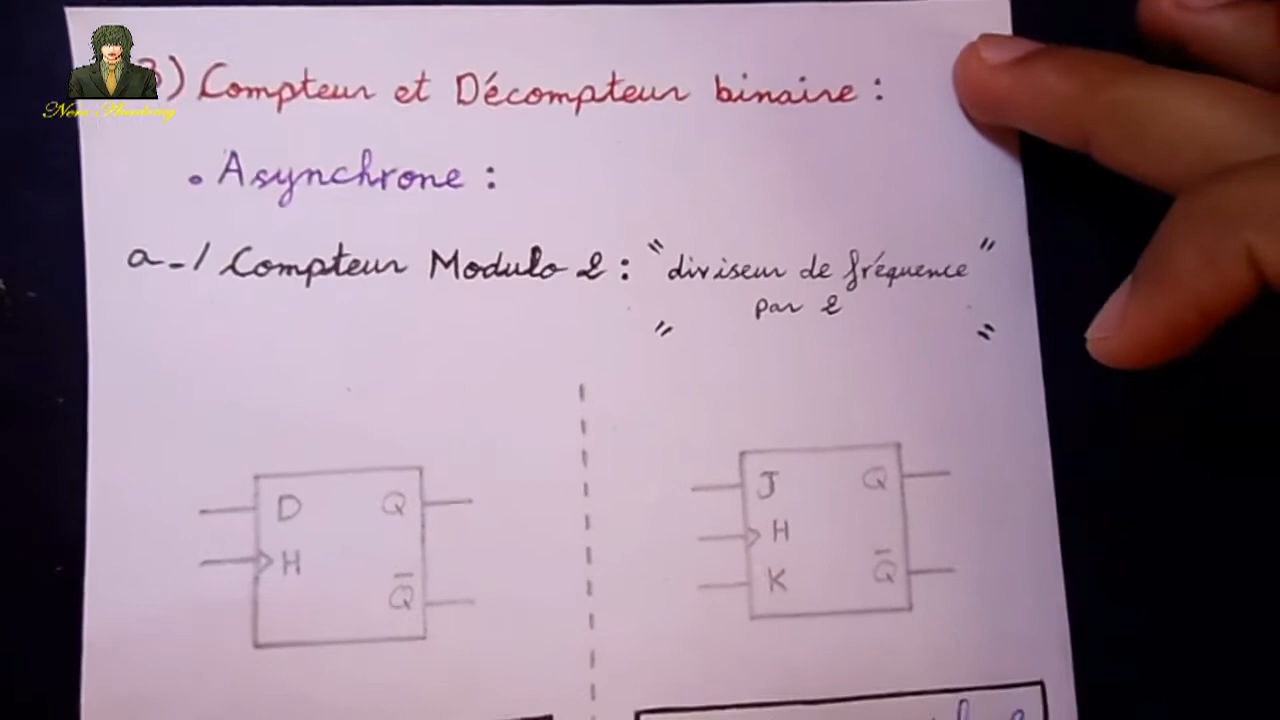 3) Compteur et Décompteur binaire :
• Asynchrone :
a-/ Compteur Modulo 2 : "diviseur de fréquence"
par 2
" "
D Q
H
Q̅
J Q
H
K Q̅